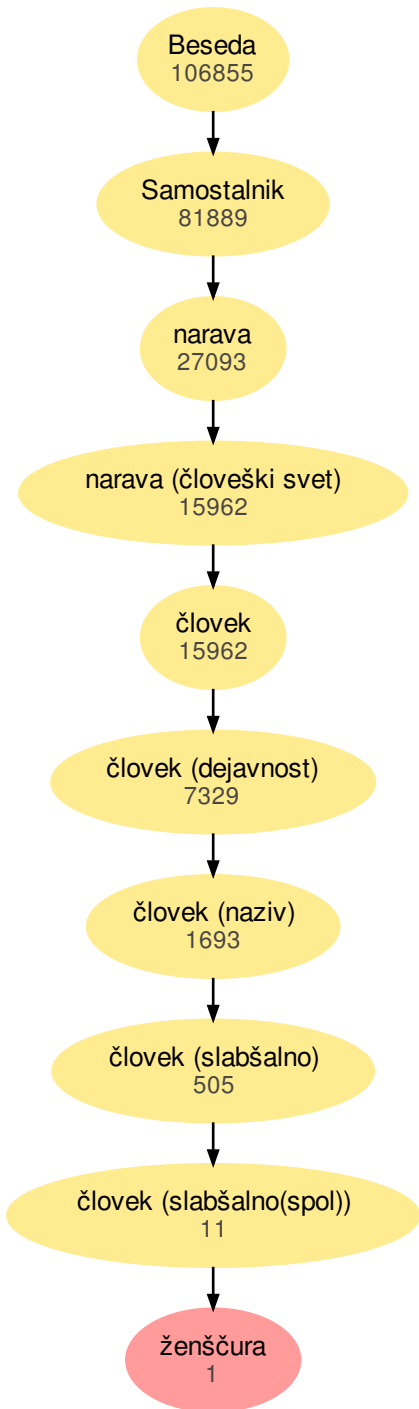 Beseda
106855
Samostalnik
81889
narava
27093
narava (človeški svet)
15962
človek
15962
človek (dejavnost)
7329
človek (naziv)
1693
človek (slabšalno)
505
človek (slabšalno(spol))
11
ženščura
1